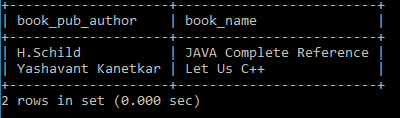 +--------------------+-------------------------+
| book_pub_author | book_name |
+--------------------+-------------------------+
| H.Schild | JAVA Complete Reference |
| Yashavant Kanetkar | Let Us C++ |
+--------------------+-------------------------+
2 rows in set (0.000 sec)